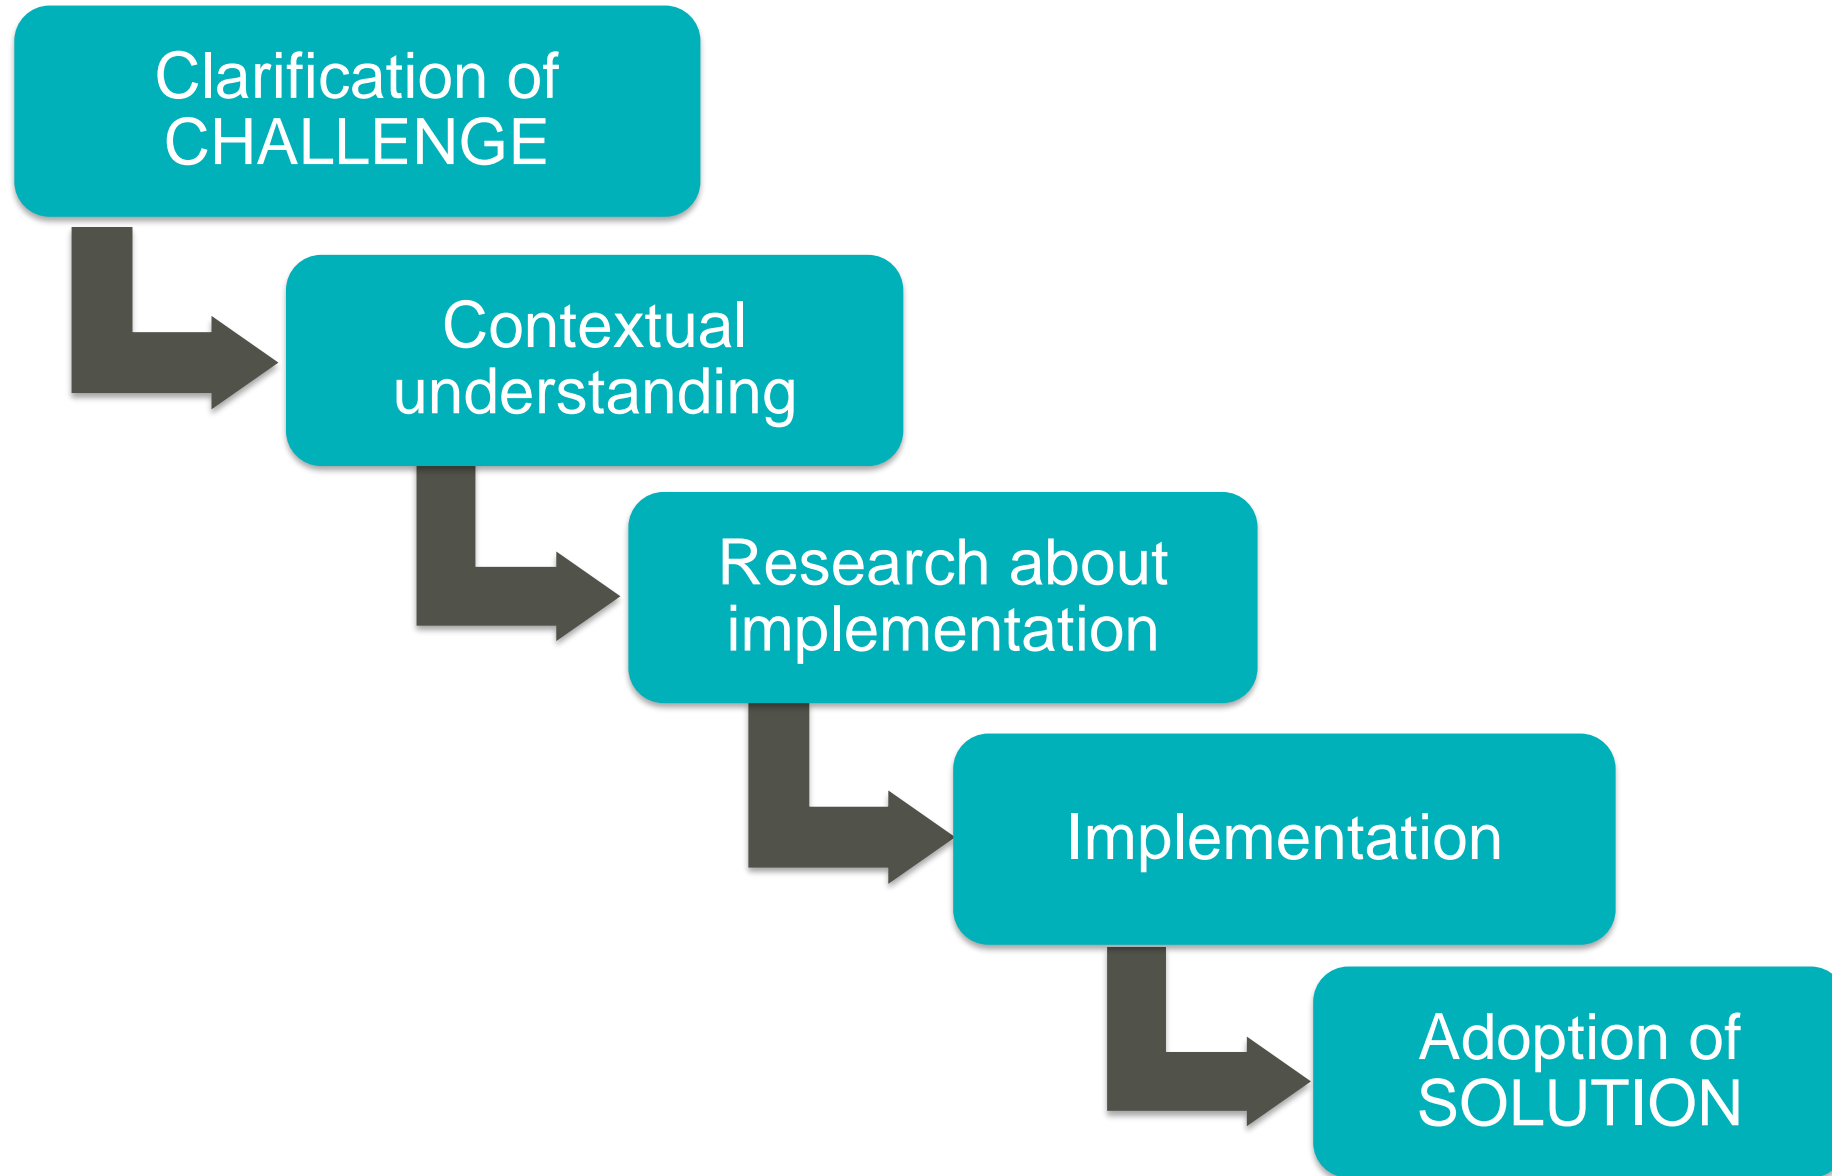 Clarification of
CHALLENGE
Contextual
understanding
Research about
implementation
Implementation
Adoption of
SOLUTION